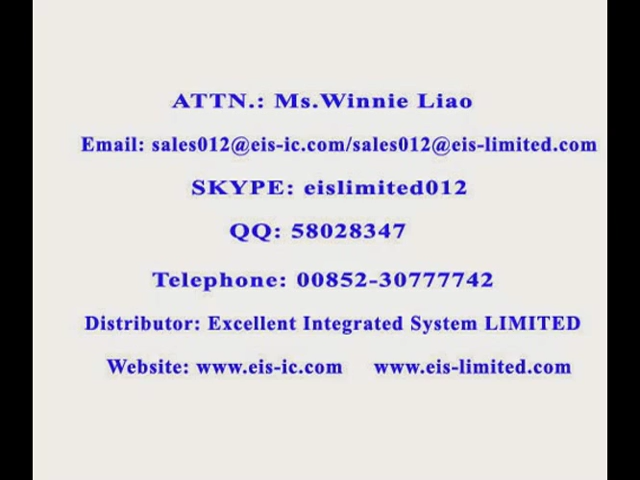 ATTN.: Ms.Winnie Liao
Email: sales012@eis-ic.com/sales012@eis-limited.com
SKYPE: eislimited012
QQ: 58028347
Telephone: 00852-30777742
Distributor: Excellent Integrated System LIMITED
Website: www.eis-ic.com www.eis-limited.com